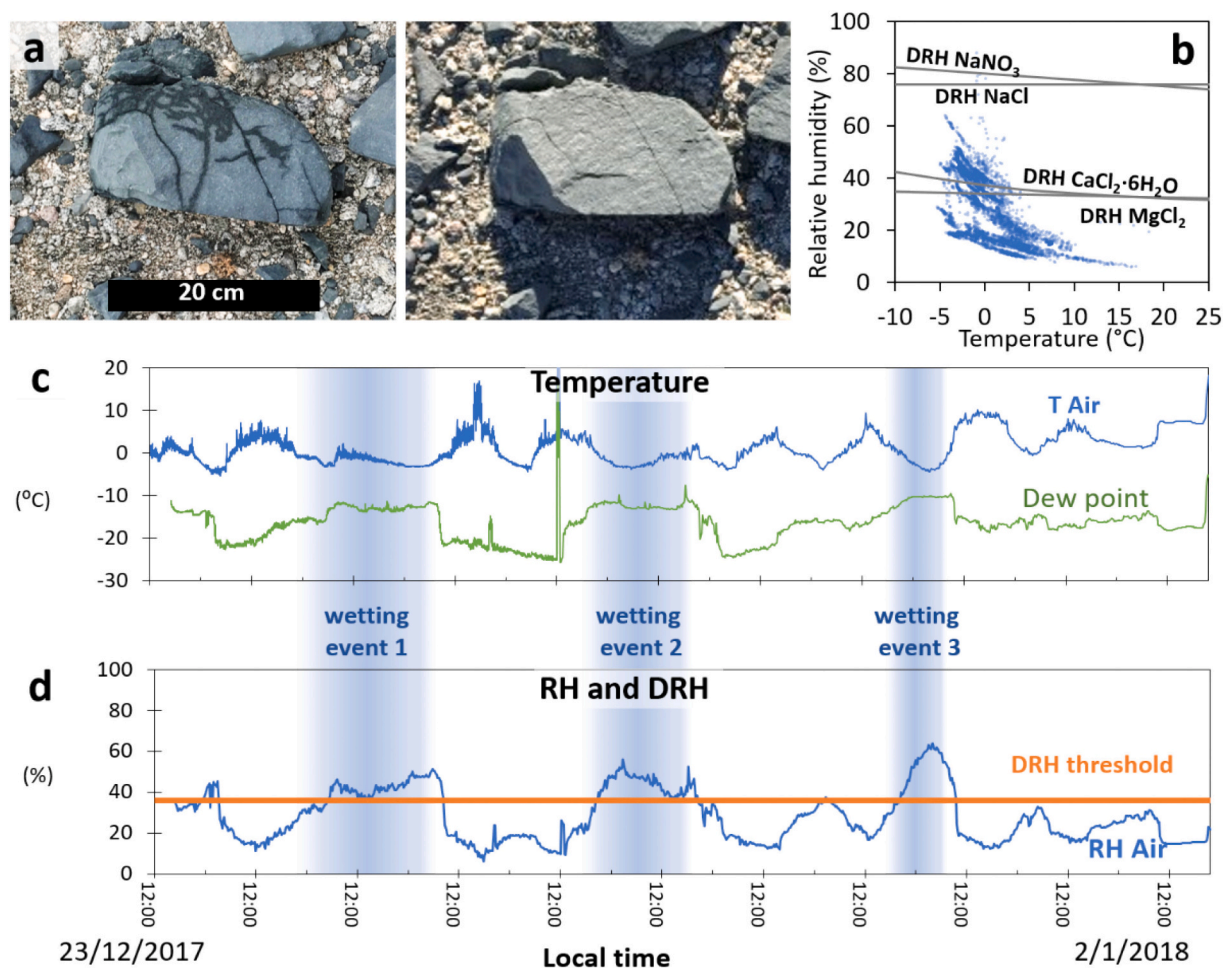 a
20 cm
b
Relative humidity (%)
100
80
60
40
20
0
DRH NaNO₃
DRH NaCl
DRH CaCl₂·6H₂O
DRH MgCl₂
-10 -5 0 5 10 15 20 25
Temperature (°C)
c
Temperature
(°C)
20
10
0
-10
-20
-30
T Air
Dew point
wetting
event 1
wetting
event 2
wetting
event 3
d
RH and DRH
(%)
100
80
60
40
20
0
DRH threshold
RH Air
12:00 12:00 12:00 12:00 12:00 12:00 12:00 12:00 12:00 12:00 12:00
23/12/2017
Local time
2/1/2018